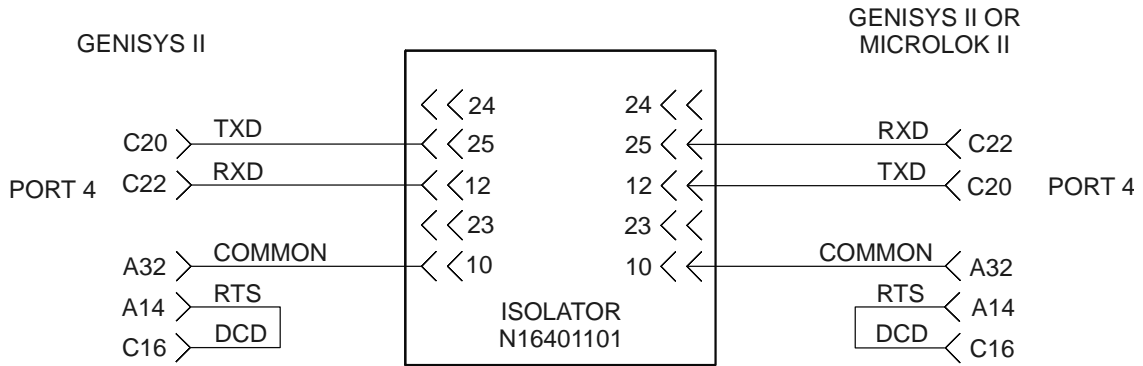 GENISYS II
GENISYS II OR
MICROLOK II
24 24
C20 TXD 25 25 RXD C22
PORT 4 C22 RXD 12 12 TXD C20 PORT 4
23 23
A32 COMMON 10 10 COMMON A32
A14 RTS RTS A14
C16 DCD DCD C16
ISOLATOR
N16401101